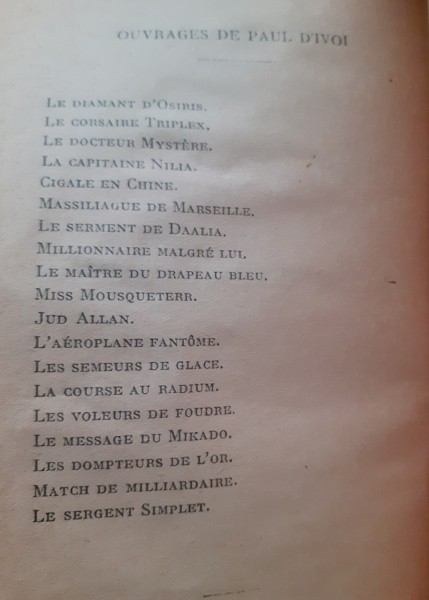 OUVRAGES DE PAUL D'IVOI
LE DIAMANT D'OSIRIS.
LE CORSAIRE TRIPLEX.
LE DOCTEUR MYSTÈRE.
LA CAPITAINE NILIA.
CIGALE EN CHINE.
MASSILIAGUE DE MARSEILLE.
LE SERMENT DE DAALIA.
MILLIONNAIRE MALGRÉ LUI.
LE MAÎTRE DU DRAPEAU BLEU.
MISS MOUSQUETERR.
JUD ALLAN.
L'AÉROPLANE FANTÔME.
LES SEMEURS DE GLACE.
LA COURSE AU RADIUM.
LES VOLEURS DE FOUDRE.
LE MESSAGE DU MIKADO.
LES DOMPTEURS DE L'OR.
MATCH DE MILLIARDAIRE.
LE SERGENT SIMPLET.